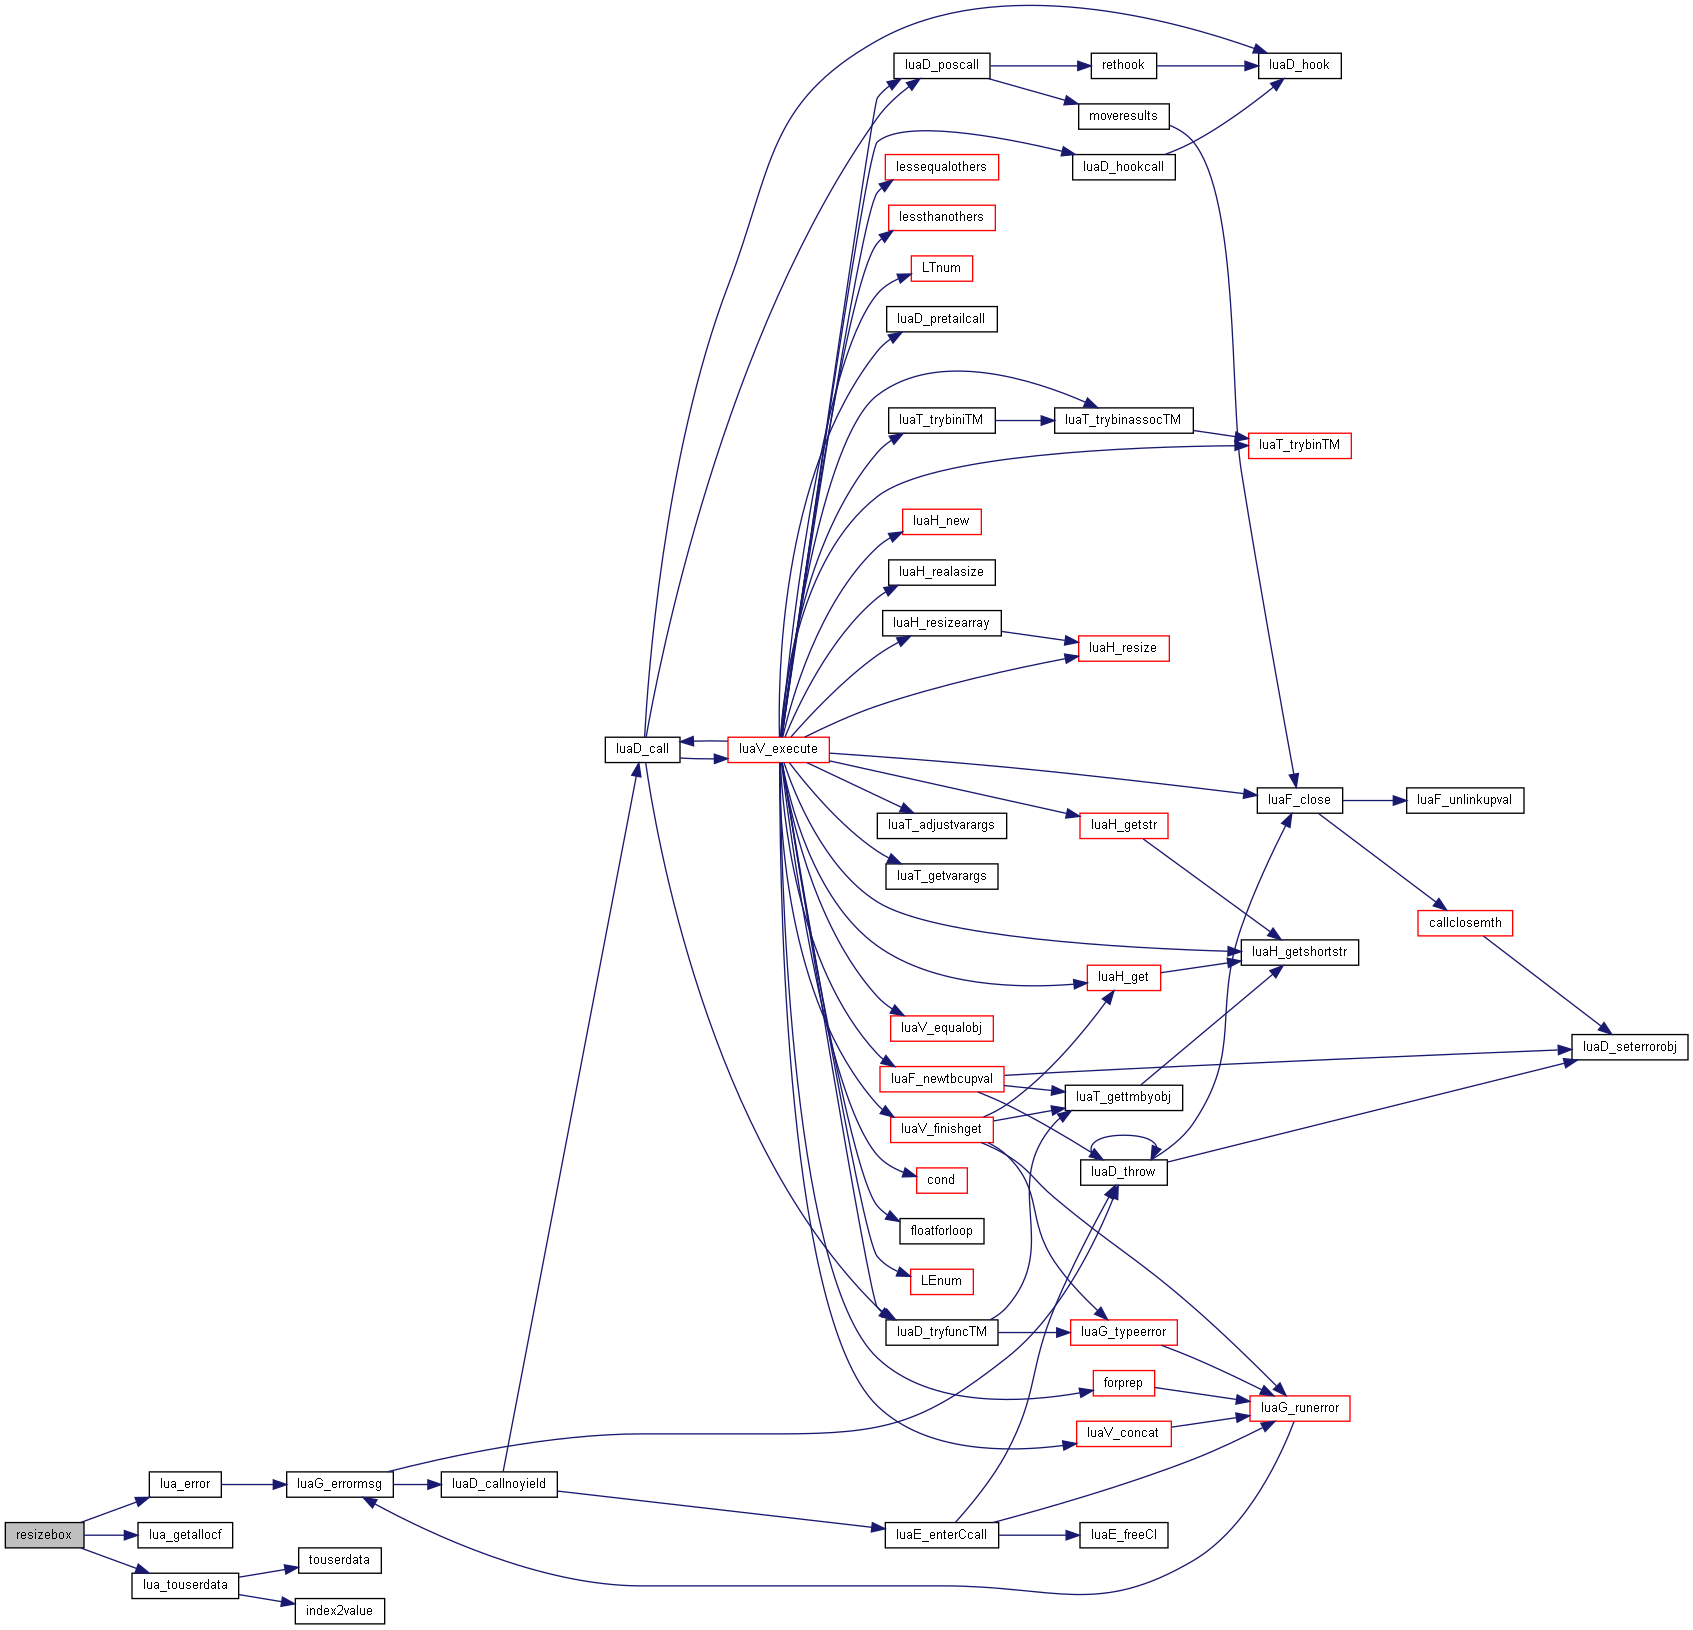 luaD_poscall
rethook
luaD_hook
moveresults
lessequalothers
luaD_hookcall
lessthanothers
LTnum
luaD_pretailcall
luaT_trybiniTM
luaT_trybinassocTM
luaT_trybinTM
luaH_new
luaH_realasize
luaH_resizearray
luaH_resize
luaD_call
luaV_execute
luaF_close
luaF_unlinkupval
luaT_adjustvarargs
luaH_getstr
luaT_getvarargs
callclosemth
luaH_getshortstr
luaH_get
luaV_equalobj
luaD_seterrorobj
luaF_newtbcupval
luaT_gettmbyobj
luaV_finishget
luaD_throw
cond
floatforloop
LEnum
luaD_tryfuncTM
luaG_typeerror
forprep
luaG_runerror
luaV_concat
lua_error
luaG_errormsg
luaD_callnoyield
resizebox
lua_getallocf
luaE_enterCcall
luaE_freeCI
touserdata
lua_touserdata
index2value